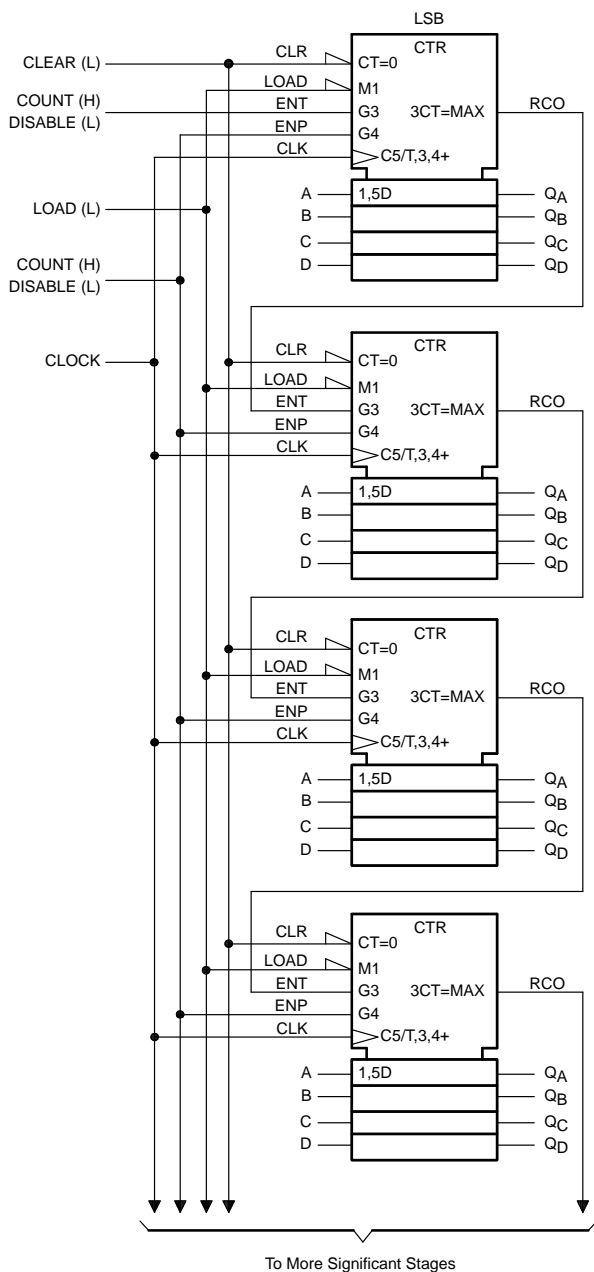 LSB
CLEAR (L)
CLR
CTR
CT=0
LOAD
M1
COUNT (H)
DISABLE (L)
ENT
G3
3CT=MAX
RCO
ENP
G4
CLK
C5/T,3,4+
LOAD (L)
A
1,5D
QA
B
QB
C
QC
D
QD
COUNT (H)
DISABLE (L)
CLOCK
CLR
CTR
CT=0
LOAD
M1
ENT
G3
3CT=MAX
RCO
ENP
G4
CLK
C5/T,3,4+
A
1,5D
QA
B
QB
C
QC
D
QD
CLR
CTR
CT=0
LOAD
M1
ENT
G3
3CT=MAX
RCO
ENP
G4
CLK
C5/T,3,4+
A
1,5D
QA
B
QB
C
QC
D
QD
CLR
CTR
CT=0
LOAD
M1
ENT
G3
3CT=MAX
RCO
ENP
G4
CLK
C5/T,3,4+
A
1,5D
QA
B
QB
C
QC
D
QD
To More Significant Stages